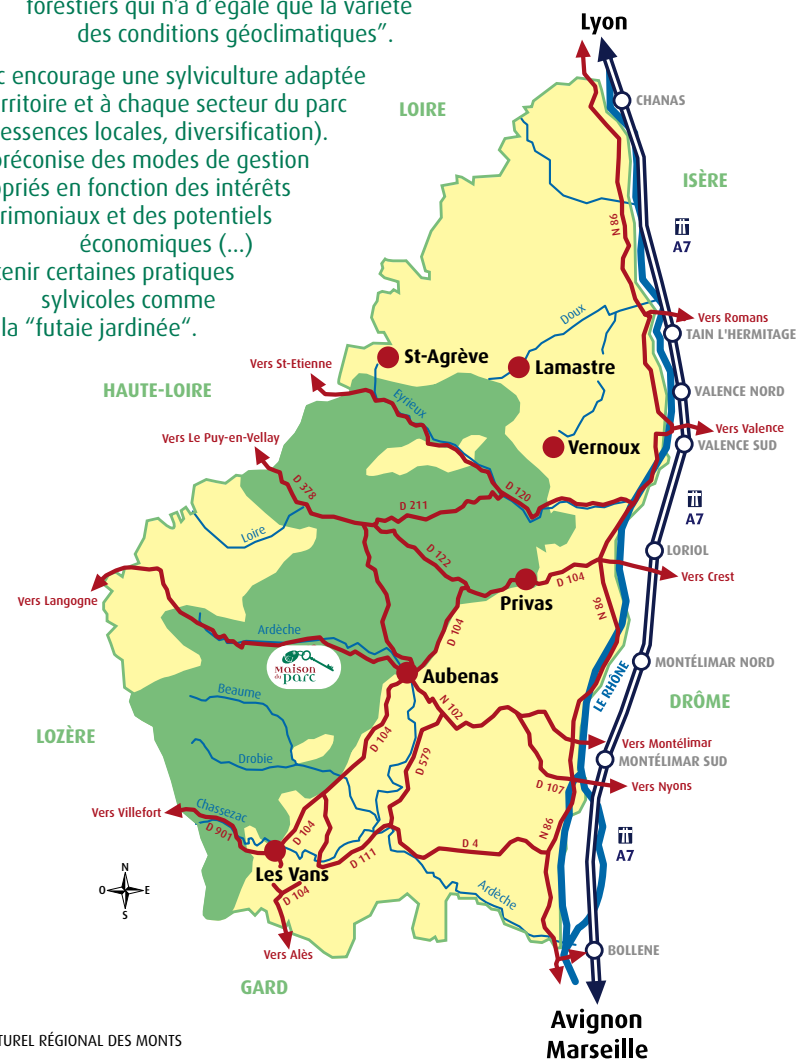 forestiers qui n'a d'égale que la variété
des conditions géoclimatiques”.
encourage une sylviculture adaptée
et à chaque secteur du parc
essences locales, diversification).
préconise des modes de gestion
en fonction des intérêts
et des potentiels
économiques (...)
certaines pratiques
sylvicoles comme
la “futaie jardinée“.
Lyon
CHANAS
LOIRE
ISÈRE
N 86
A7
Doux
Vers Romans
TAIN L'HERMITAGE
St-Agrève
Lamastre
Vers St-Etienne
HAUTE-LOIRE
Eyrieux
VALENCE NORD
Vers Valence
Vers Le Puy-en-Vellay
Vernoux
VALENCE SUD
D 378
D 120
D 211
A7
Loire
D 122
LORIOL
Vers Crest
D 104
Privas
Vers Langogne
N 86
Ardèche
D 104
Maison
du parc
Aubenas
MONTÉLIMAR NORD
LE RHÔNE
Beaume
N 102
DRÔME
LOZÈRE
D 104
Drobie
D 579
Vers Montélimar
MONTÉLIMAR SUD
D 107
Vers Nyons
Vers Villefort
Chassezac
D 901
D 104
N 86
D 4
A7
D 111
Les Vans
N
O
E
S
D 104
Ardèche
Vers Alès
BOLLENE
GARD
Avignon
Marseille
RÉGIONAL DES MONTS